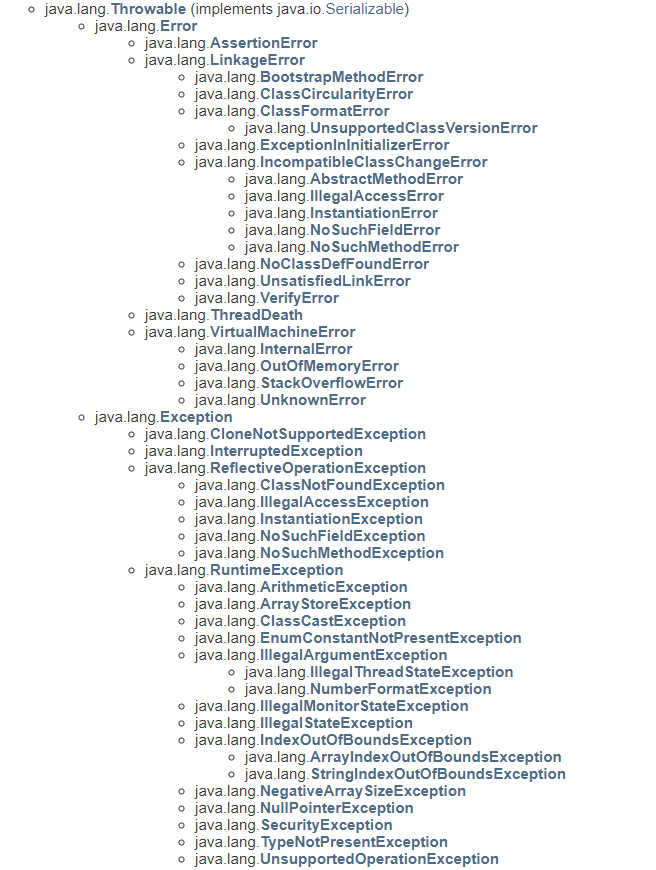 java.lang.Throwable (implements java.io.Serializable)
java.lang.Error
java.lang.AssertionError
java.lang.LinkageError
java.lang.BootstrapMethodError
java.lang.ClassCircularityError
java.lang.ClassFormatError
java.lang.UnsupportedClassVersionError
java.lang.ExceptionInInitializerError
java.lang.IncompatibleClassChangeError
java.lang.AbstractMethodError
java.lang.IllegalAccessError
java.lang.InstantiationError
java.lang.NoSuchFieldError
java.lang.NoSuchMethodError
java.lang.NoClassDefFoundError
java.lang.UnsatisfiedLinkError
java.lang.VerifyError
java.lang.ThreadDeath
java.lang.VirtualMachineError
java.lang.InternalError
java.lang.OutOfMemoryError
java.lang.StackOverflowError
java.lang.UnknownError
java.lang.Exception
java.lang.CloneNotSupportedException
java.lang.InterruptedException
java.lang.ReflectiveOperationException
java.lang.ClassNotFoundException
java.lang.IllegalAccessException
java.lang.InstantiationException
java.lang.NoSuchFieldException
java.lang.NoSuchMethodException
java.lang.RuntimeException
java.lang.ArithmeticException
java.lang.ArrayStoreException
java.lang.ClassCastException
java.lang.EnumConstantNotPresentException
java.lang.IllegalArgumentException
java.lang.IllegalThreadStateException
java.lang.NumberFormatException
java.lang.IllegalMonitorStateException
java.lang.IllegalStateException
java.lang.IndexOutOfBoundsException
java.lang.ArrayIndexOutOfBoundsException
java.lang.StringIndexOutOfBoundsException
java.lang.NegativeArraySizeException
java.lang.NullPointerException
java.lang.SecurityException
java.lang.TypeNotPresentException
java.lang.UnsupportedOperationException